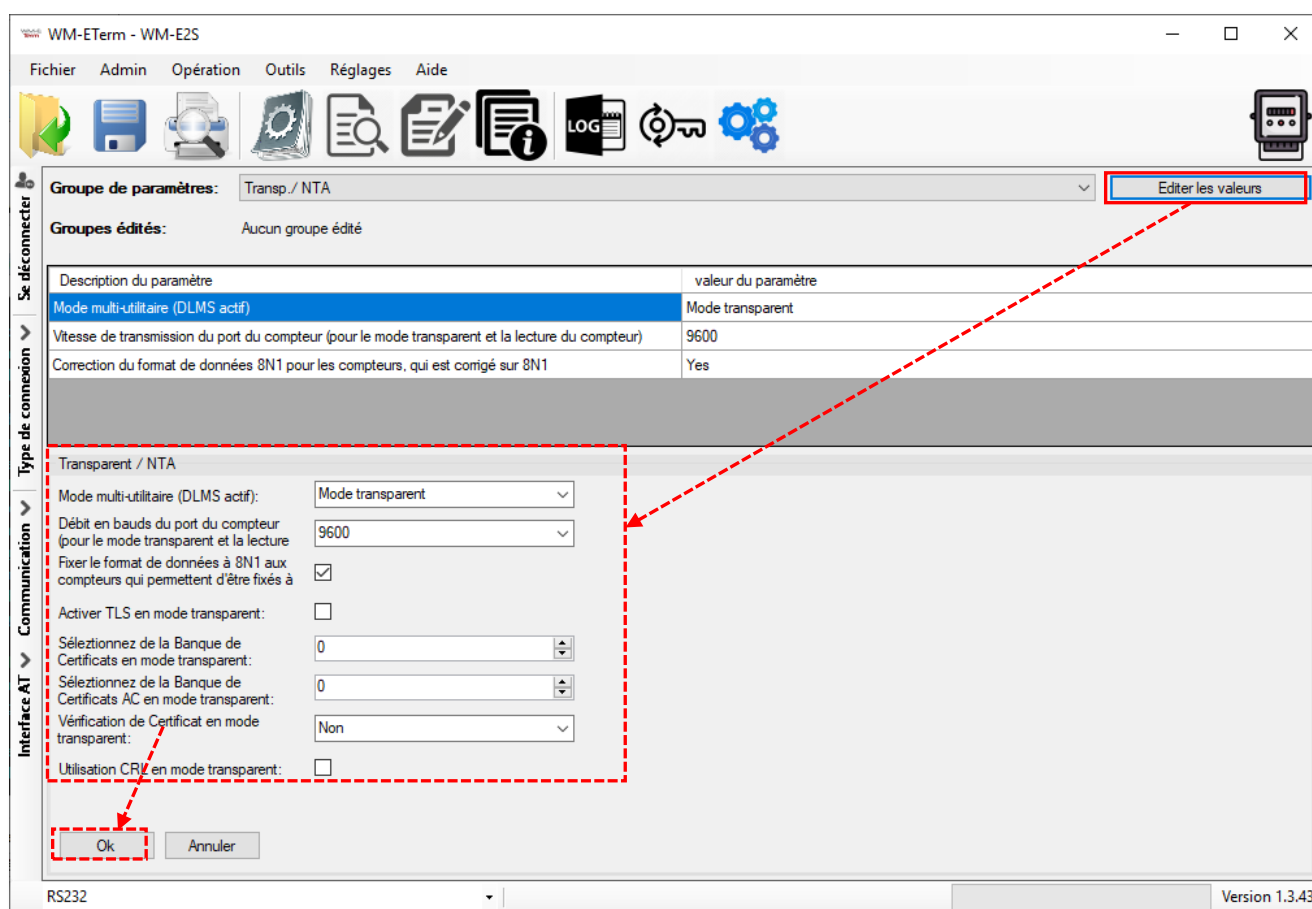 WM-ETerm - WM-E2S
Fichier Admin Opération Outils Réglages Aide
LOG
Groupe de paramètres: Transp./ NTA Editer les valeurs
Groupes édités: Aucun groupe édité
Se déconnecter
Type de connexion
Communication
Interface AT
Description du paramètre valeur du paramètre
Mode multi-utilitaire (DLMS actif) Mode transparent
Vitesse de transmission du port du compteur (pour le mode transparent et la lecture du compteur) 9600
Correction du format de données 8N1 pour les compteurs, qui est corrigé sur 8N1 Yes
Transparent / NTA
Mode multi-utilitaire (DLMS actif): Mode transparent
Débit en bauds du port du compteur
(pour le mode transparent et la lecture
9600
Fixer le format de données à 8N1 aux
compteurs qui permettent d'être fixés à
Activer TLS en mode transparent:
Séleztionnez de la Banque de
Certificats en mode transparent:
0
Séleztionnez de la Banque de
Certificats AC en mode transparent:
0
Vérification de Certificat en mode
transparent:
Non
Utilisation CRL en mode transparent:
Ok Annuler
RS232 Version 1.3.43